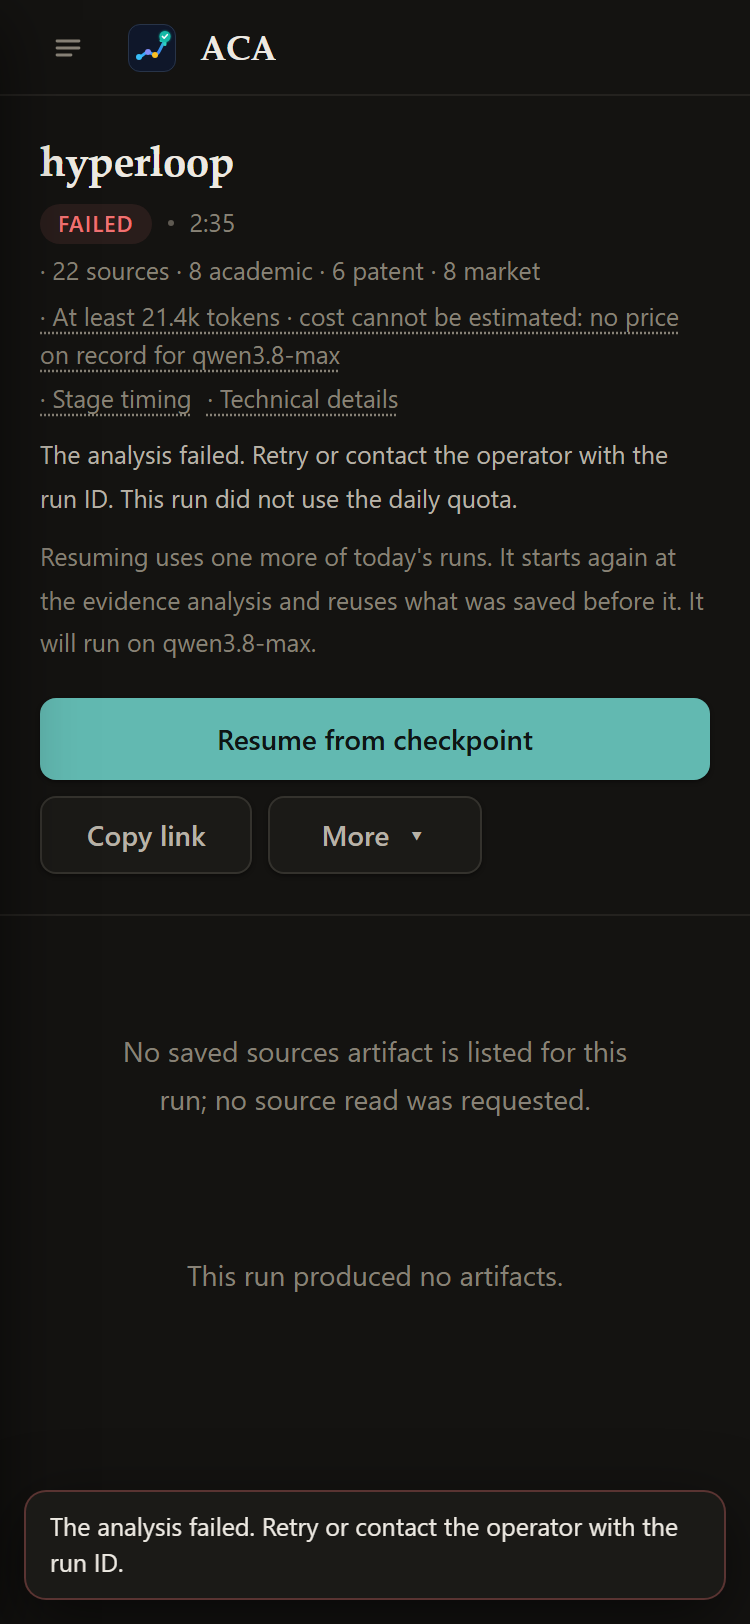 ACA
hyperloop
FAILED • 2:35
· 22 sources · 8 academic · 6 patent · 8 market
· At least 21.4k tokens · cost cannot be estimated: no price
on record for qwen3.8-max
· Stage timing · Technical details
The analysis failed. Retry or contact the operator with the
run ID. This run did not use the daily quota.
Resuming uses one more of today's runs. It starts again at
the evidence analysis and reuses what was saved before it. It
will run on qwen3.8-max.
Resume from checkpoint
Copy link
More ▼
No saved sources artifact is listed for this
run; no source read was requested.
This run produced no artifacts.
The analysis failed. Retry or contact the operator with the
run ID.